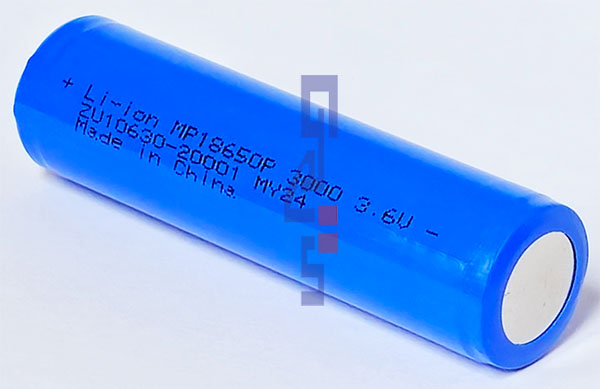 + Li-ion MP18650P 3000 3.6V -
ZU10630-20001 MY24
Made in China